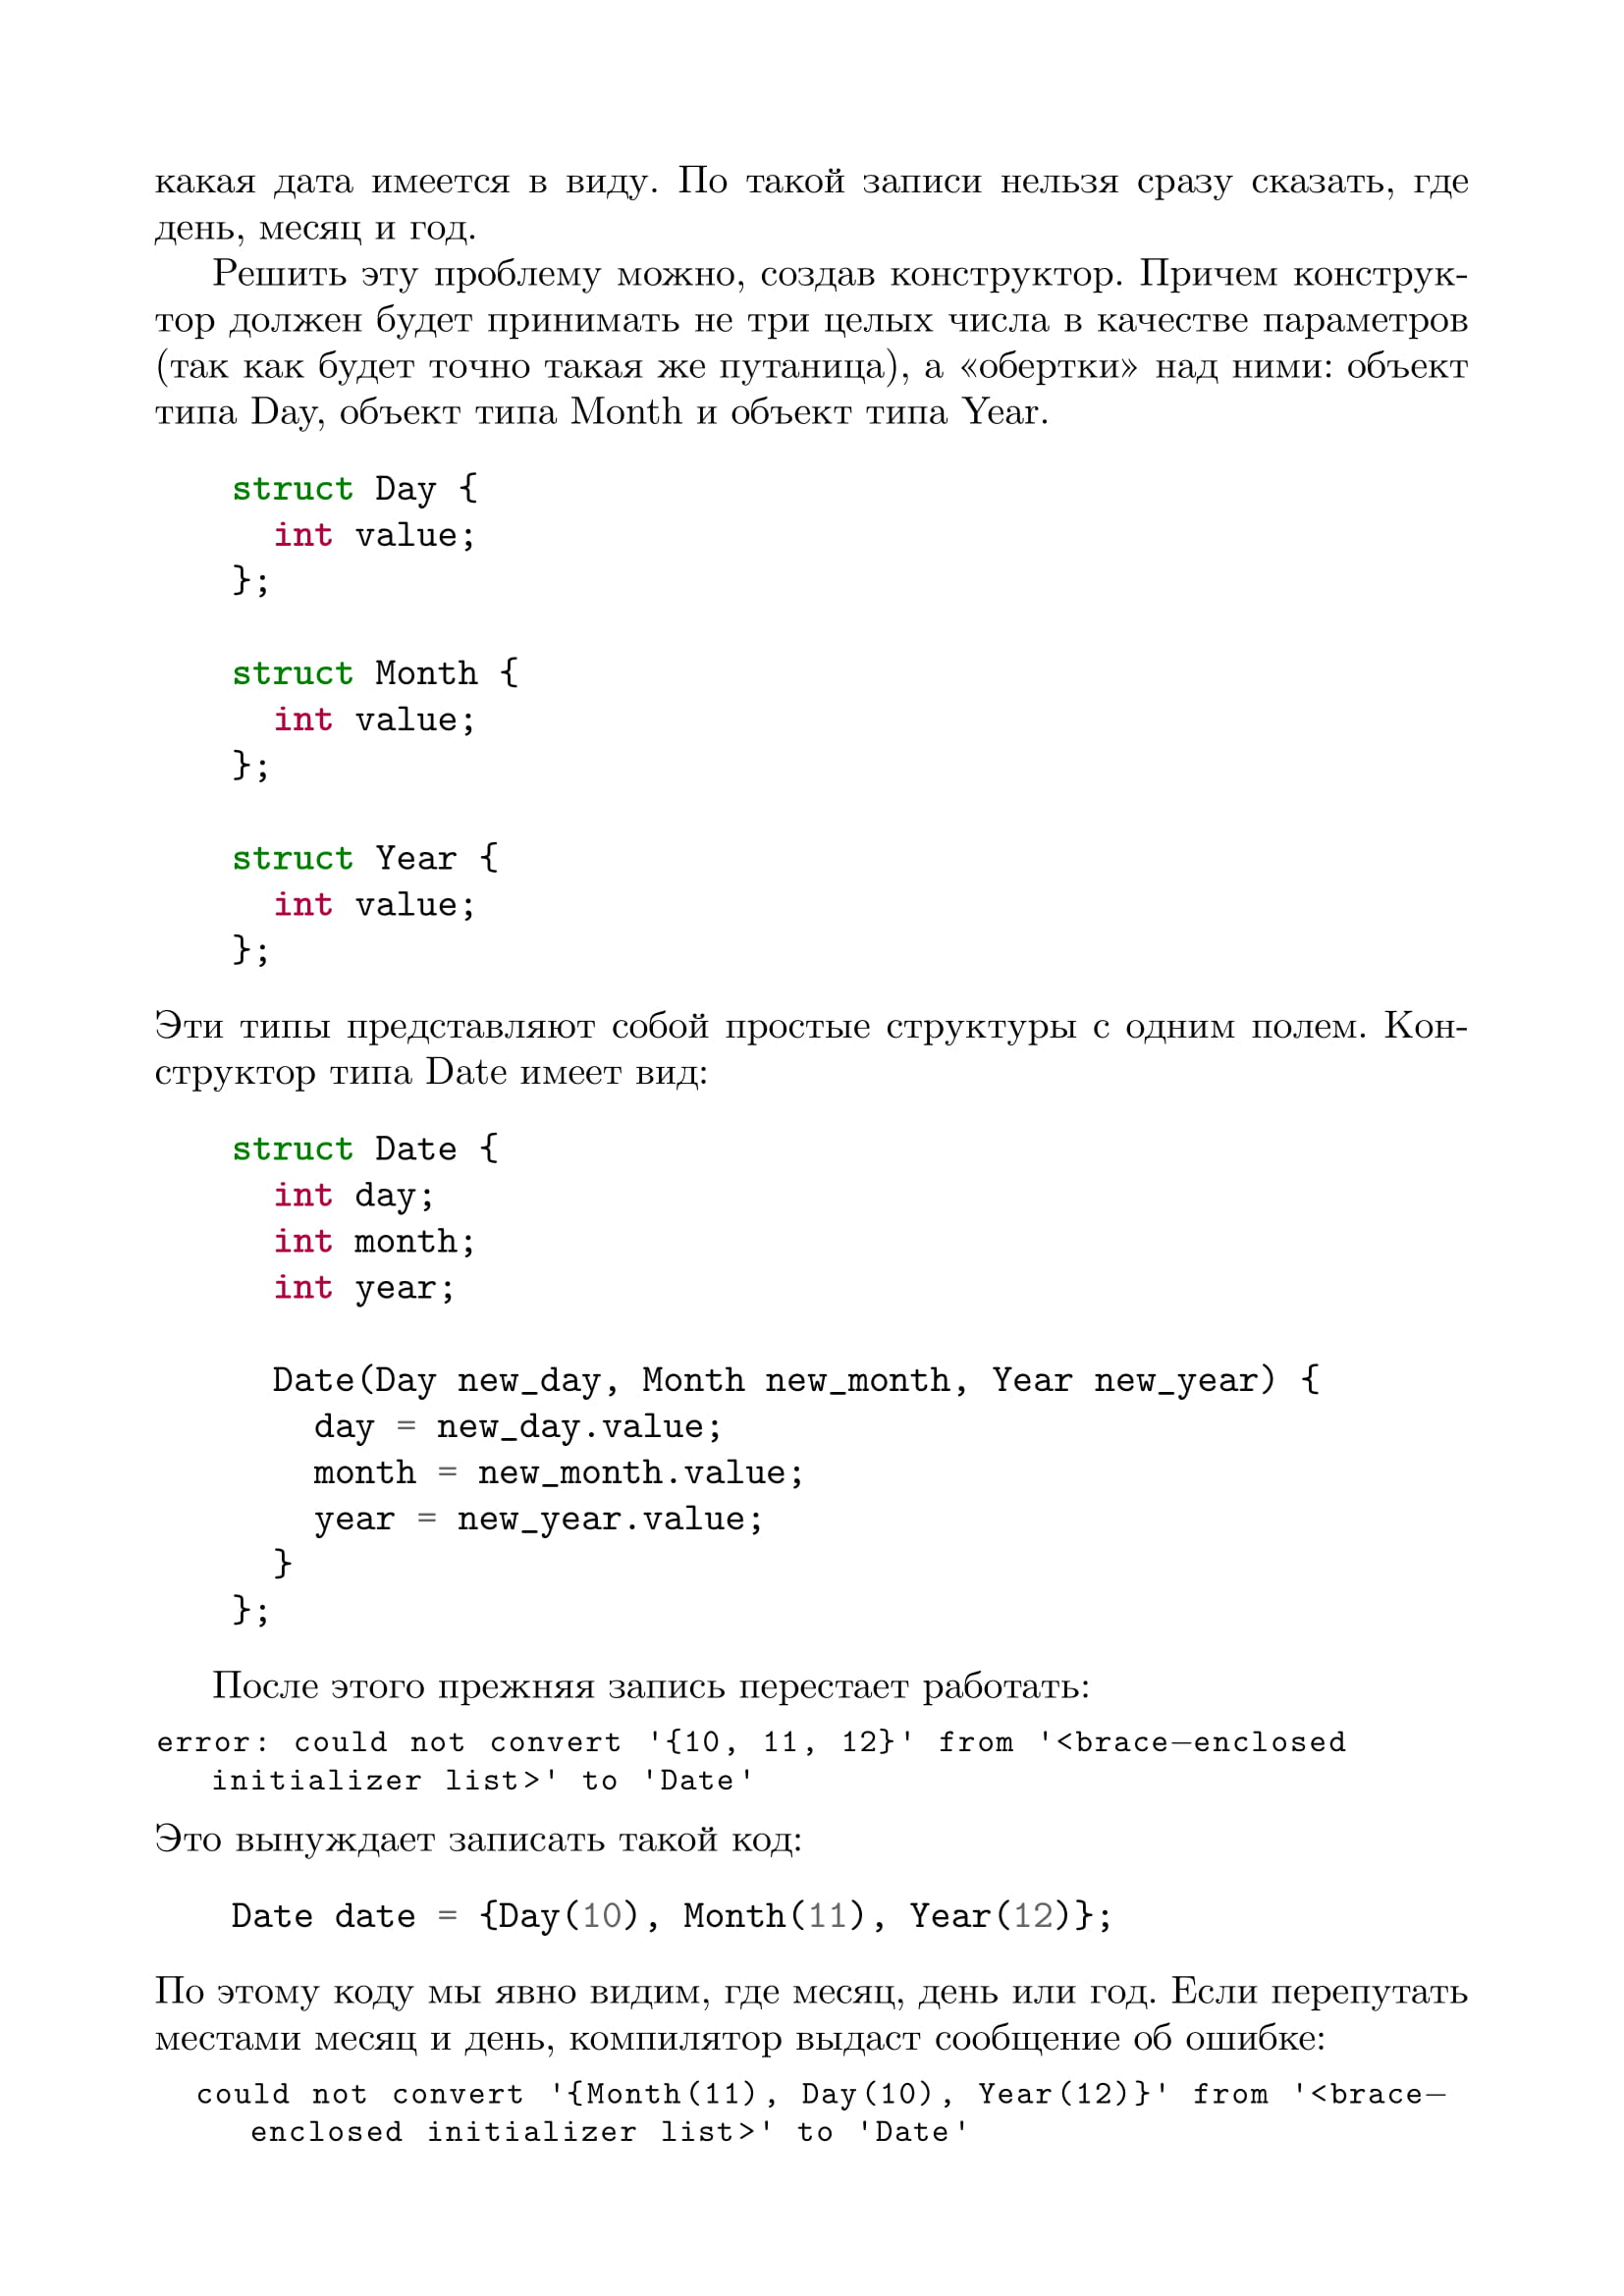 какая дата имеется в виду. По такой записи нельзя сразу сказать, где
день, месяц и год.
Решить эту проблему можно, создав конструктор. Причем конструк-
тор должен будет принимать не три целых числа в качестве параметров
(так как будет точно такая же путаница), а «обертки» над ними: объект
типа Day, объект типа Month и объект типа Year.
struct Day {
  int value;
};
struct Month {
  int value;
};
struct Year {
  int value;
};
Эти типы представляют собой простые структуры с одним полем. Кон-
структор типа Date имеет вид:
struct Date {
  int day;
  int month;
  int year;
  Date(Day new_day, Month new_month, Year new_year) {
    day = new_day.value;
    month = new_month.value;
    year = new_year.value;
  }
};
После этого прежняя запись перестает работать:
error: could not convert '{10, 11, 12}' from '<brace−enclosed
initializer list>' to 'Date'
Это вынуждает записать такой код:
Date date = {Day(10), Month(11), Year(12)};
По этому коду мы явно видим, где месяц, день или год. Если перепутать
местами месяц и день, компилятор выдаст сообщение об ошибке:
could not convert '{Month(11), Day(10), Year(12)}' from '<brace−
enclosed initializer list>' to 'Date'